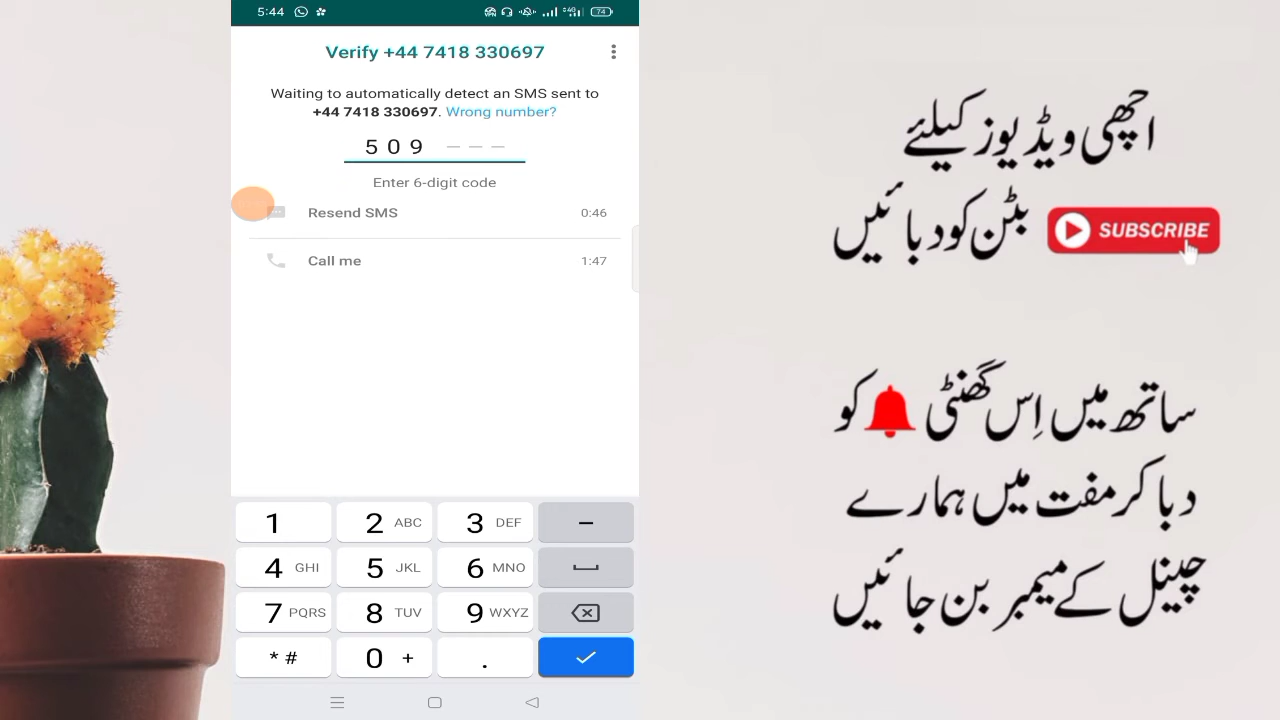 5:44
4G
74
Verify +44 7418 330697
Waiting to automatically detect an SMS sent to
+44 7418 330697. Wrong number?
509 – – –
Enter 6-digit code
Resend SMS 0:46
Call me 1:47
1 2 ABC 3 DEF –
4 GHI 5 JKL 6 MNO
7 PQRS 8 TUV 9 WXYZ
* # 0 + .
اچھی ویڈیوز کیلئے
SUBSCRIBE بٹن کو دبائیں
ساتھ میں اِس گھنٹی کو
دبا کر مفت میں ہمارے
چینل کے میمبر بن جائیں